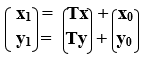 ( x₁ ) = ( Tx ) + ( x₀ )
( y₁ ) = ( Ty ) + ( y₀ )